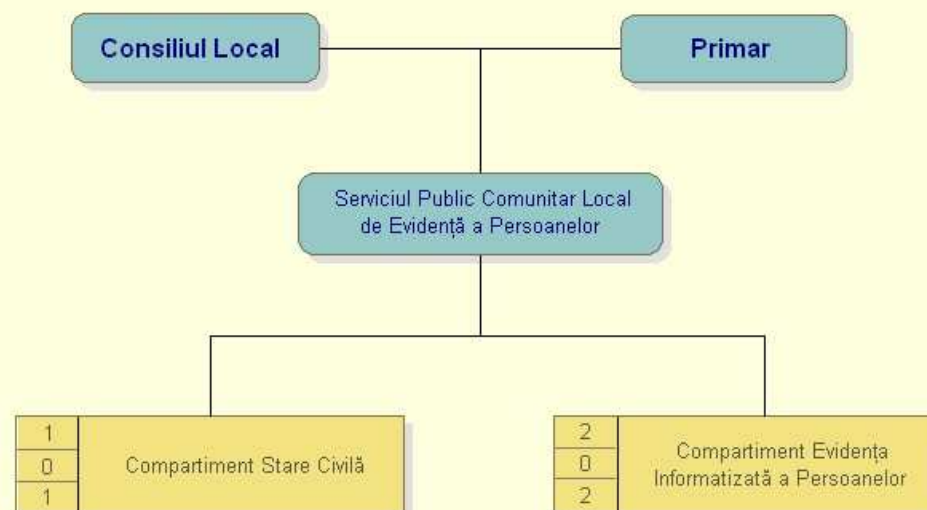 Consiliul Local
Primar
Serviciul Public Comunitar Local
de Evidență a Persoanelor
1
0
1
Compartiment Stare Civilă
2
0
2
Compartiment Evidența
Informatizată a Persoanelor